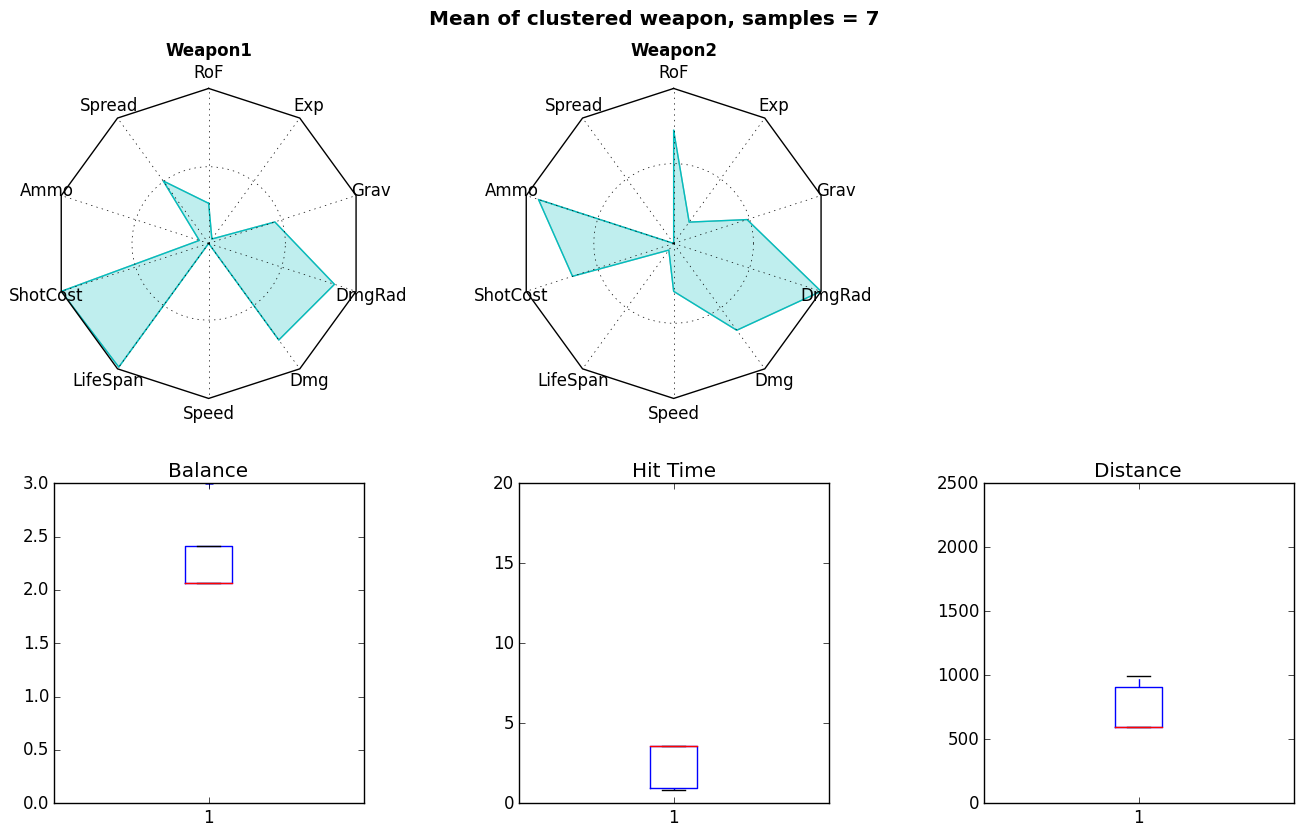 Mean of clustered weapon, samples = 7
Weapon1
RoF
Spread
Exp
Ammo
Grav
ShotCost
DmgRad
LifeSpan
Dmg
Speed
Weapon2
RoF
Spread
Exp
Ammo
Grav
ShotCost
DmgRad
LifeSpan
Dmg
Speed
Balance
3.0
2.5
2.0
1.5
1.0
0.5
0.0
1
Hit Time
20
15
10
5
0
1
Distance
2500
2000
1500
1000
500
0
1